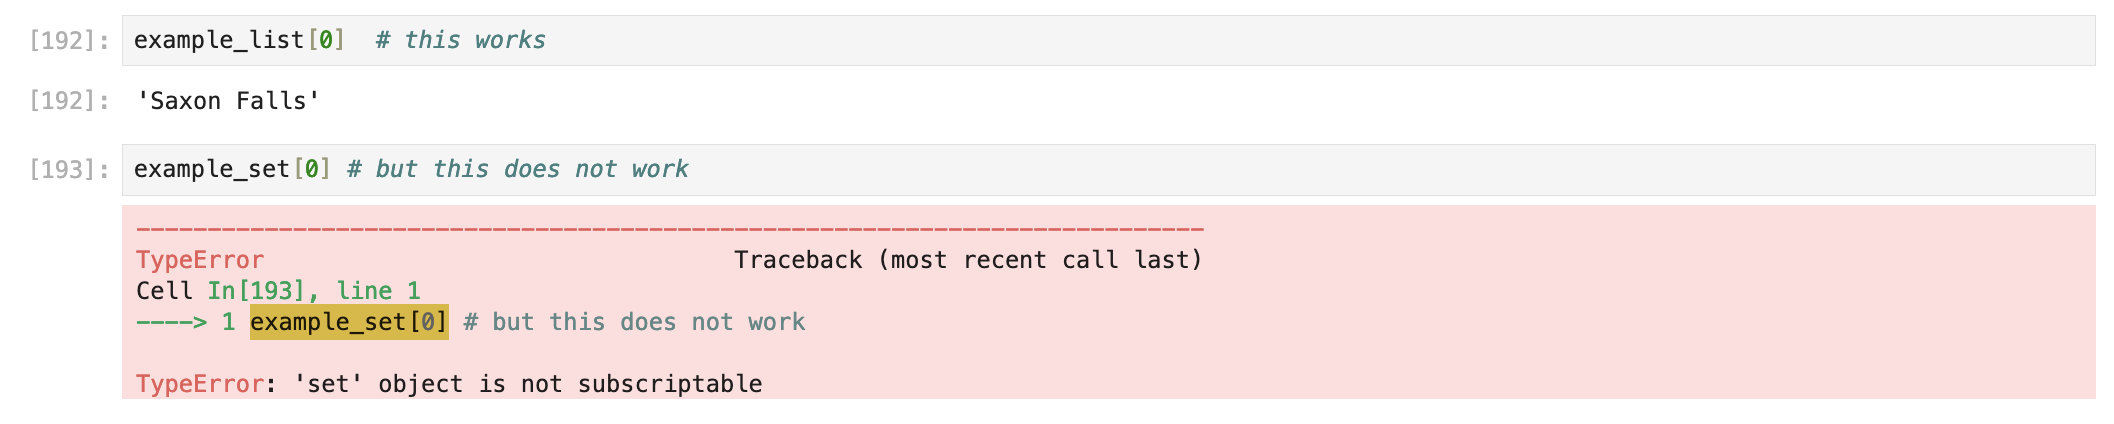 [192]: example_list[0]  # this works
[192]: 'Saxon Falls'
[193]: example_set[0] # but this does not work
---------------------------------------------------------------------------
TypeError                                 Traceback (most recent call last)
Cell In[193], line 1
----> 1 example_set[0] # but this does not work
TypeError: 'set' object is not subscriptable